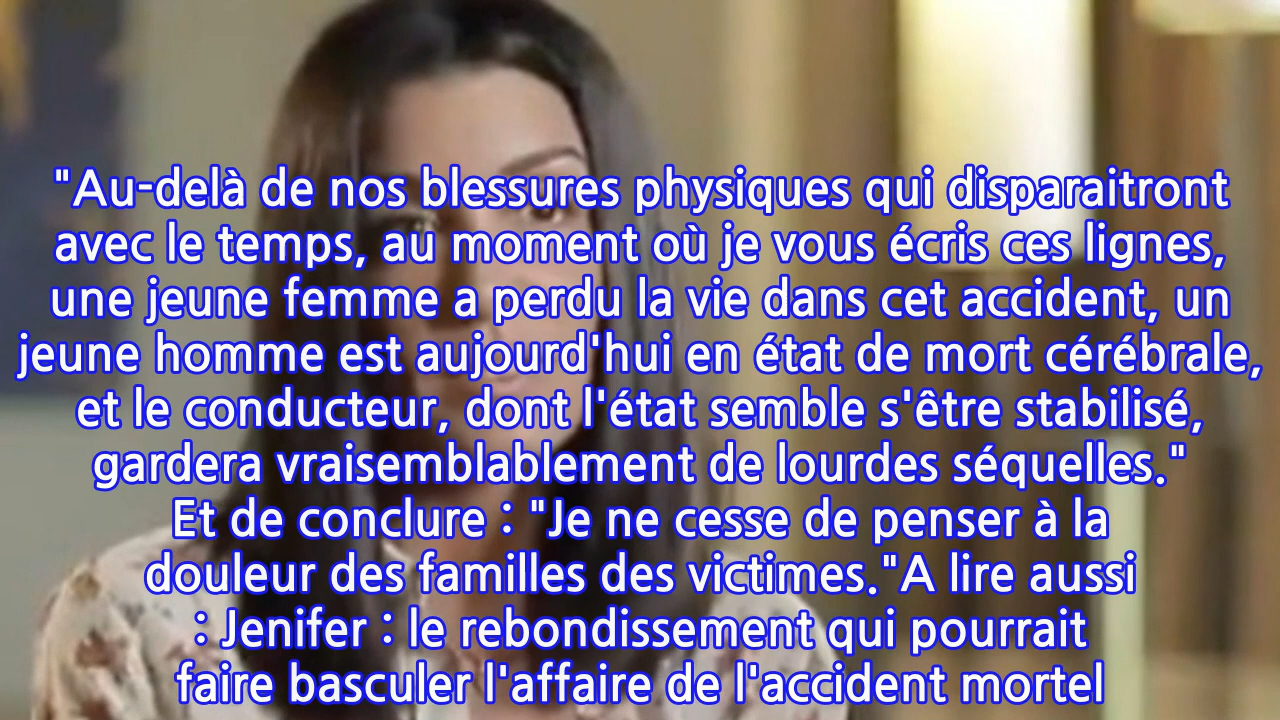 "Au-delà de nos blessures physiques qui disparaitront
avec le temps, au moment où je vous écris ces lignes,
une jeune femme a perdu la vie dans cet accident, un
jeune homme est aujourd'hui en état de mort cérébrale,
et le conducteur, dont l'état semble s'être stabilisé,
gardera vraisemblablement de lourdes séquelles."
Et de conclure : "Je ne cesse de penser à la
douleur des familles des victimes."A lire aussi
: Jenifer : le rebondissement qui pourrait
faire basculer l'affaire de l'accident mortel